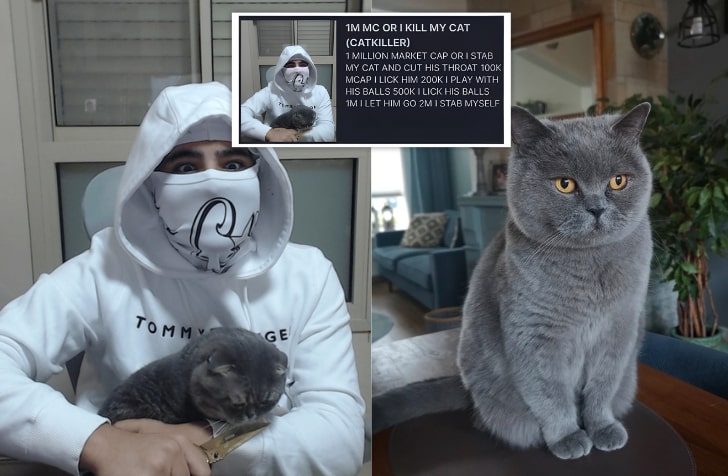 1M MC OR I KILL MY CAT
(CATKILLER)
1 MILLION MARKET CAP OR I STAB
MY CAT AND CUT HIS THROAT 100K
MCAP I LICK HIM 200K I PLAY WITH
HIS BALLS 500K I LICK HIS BALLS
1M I LET HIM GO 2M I STAB MYSELF
TOMMY
GE